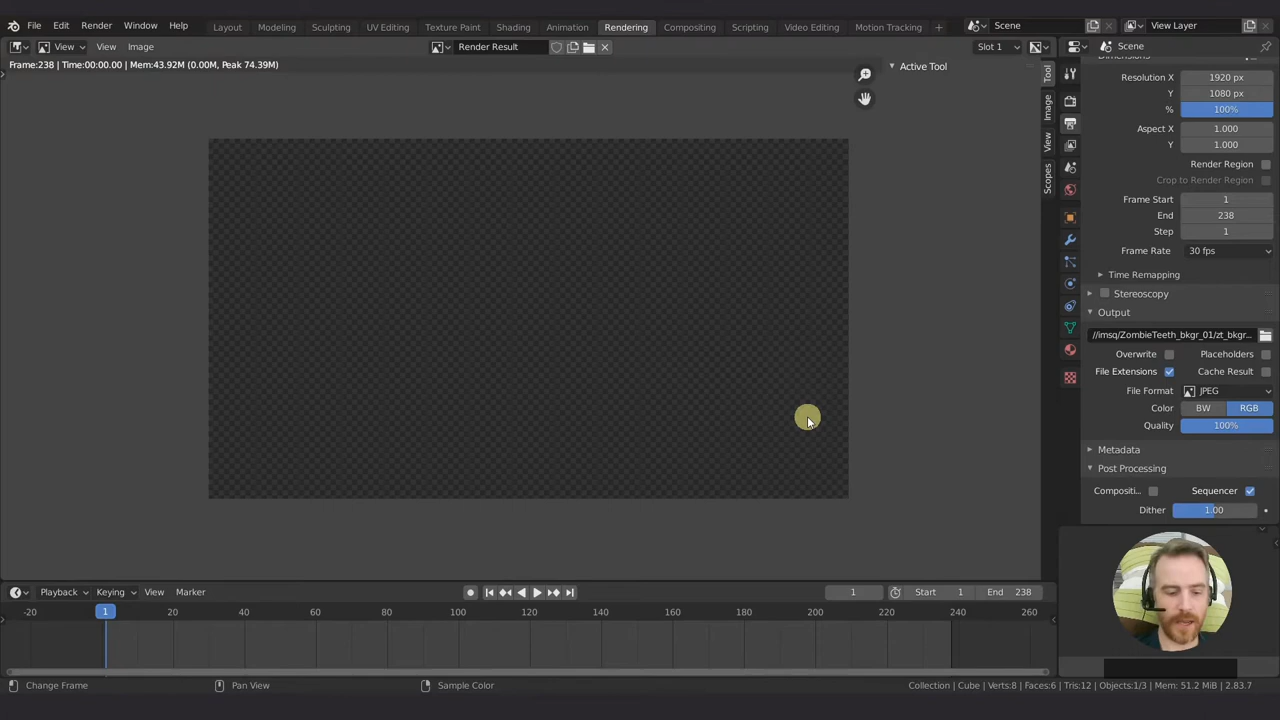 File Edit Render Window Help Layout Modeling Sculpting UV Editing Texture Paint Shading Animation Rendering Compositing Scripting Video Editing Motion Tracking + Scene View Layer
View View Image Render Result Slot 1 Scene
Frame:238 | Time:00:00.00 | Mem:43.92M (0.00M, Peak 74.39M)
Active Tool
Tool
Image
View
Scopes
Resolution X 1920 px
Y 1080 px
% 100%
Aspect X 1.000
Y 1.000
Render Region
Crop to Render Region
Frame Start 1
End 238
Step 1
Frame Rate 30 fps
Time Remapping
Stereoscopy
Output
//imsq/ZombieTeeth_bkgr_01/zt_bkgr...
Overwrite Placeholders
File Extensions Cache Result
File Format JPEG
Color BW RGB
Quality 100%
Metadata
Post Processing
Compositi... Sequencer
Dither 1.00
Playback Keying View Marker 1 Start 1 End 238
-20 1 20 40 60 80 100 120 140 160 180 200 220 240 260
Change Frame Pan View Sample Color Collection | Cube | Verts:8 | Faces:6 | Tris:12 | Objects:1/3 | Mem: 51.2 MiB | 2.83.7